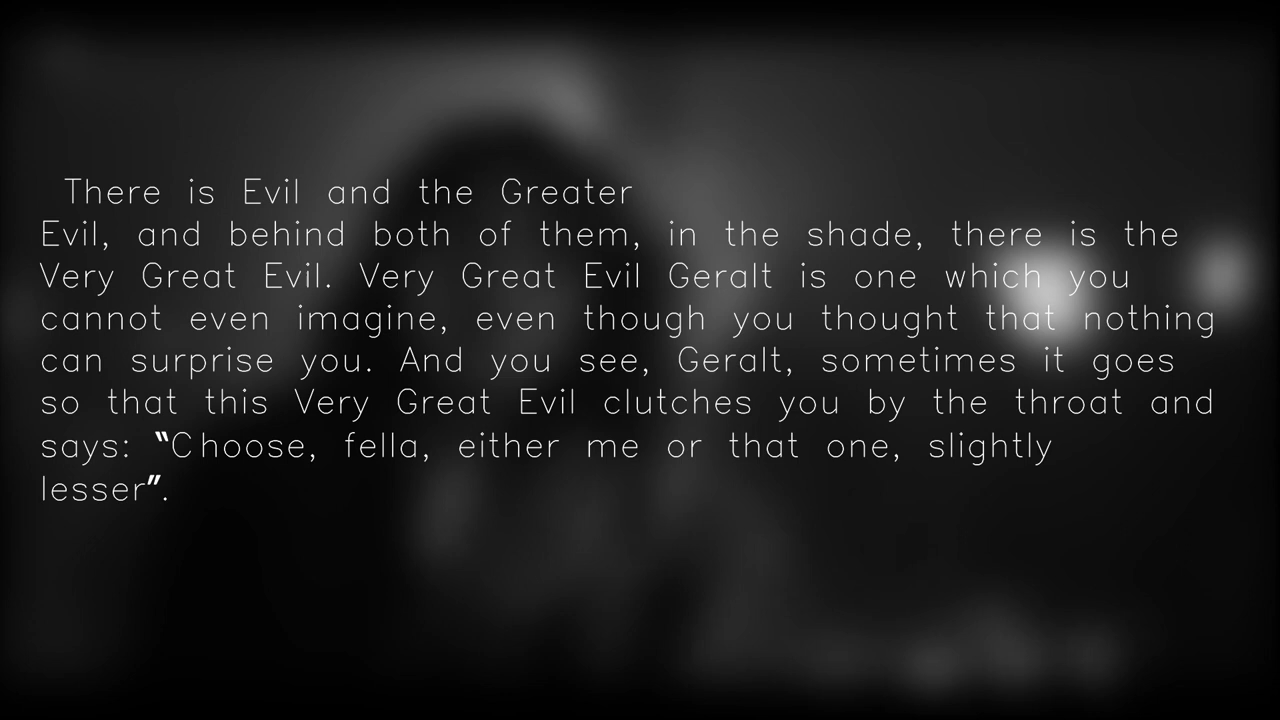 There is Evil and the Greater
Evil, and behind both of them, in the shade, there is the
Very Great Evil. Very Great Evil Geralt is one which you
cannot even imagine, even though you thought that nothing
can surprise you. And you see, Geralt, sometimes it goes
so that this Very Great Evil clutches you by the throat and
says: “Choose, fella, either me or that one, slightly
lesser”.